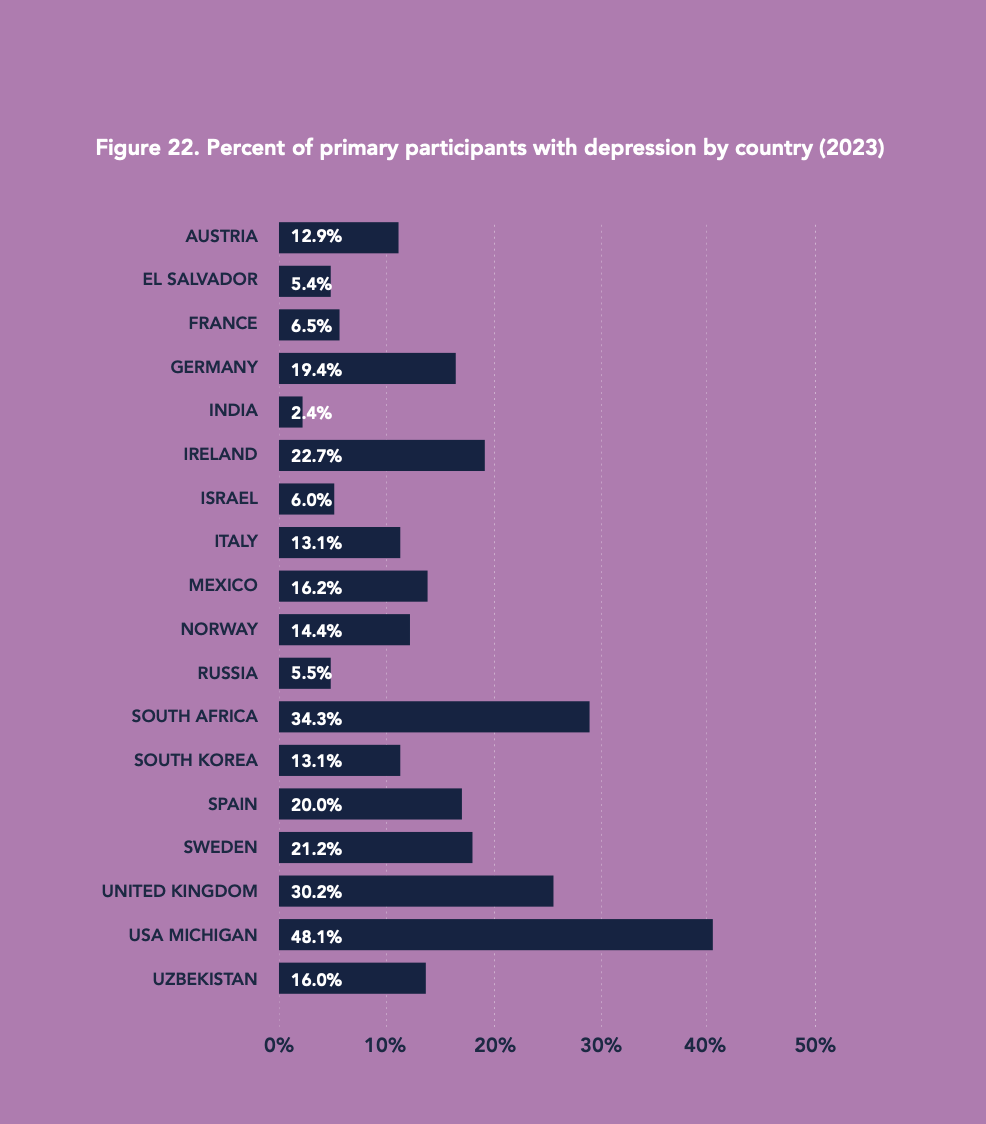 Figure 22. Percent of primary participants with depression by country (2023)
AUSTRIA 12.9%
EL SALVADOR 5.4%
FRANCE 6.5%
GERMANY 19.4%
INDIA 2.4%
IRELAND 22.7%
ISRAEL 6.0%
ITALY 13.1%
MEXICO 16.2%
NORWAY 14.4%
RUSSIA 5.5%
SOUTH AFRICA 34.3%
SOUTH KOREA 13.1%
SPAIN 20.0%
SWEDEN 21.2%
UNITED KINGDOM 30.2%
USA MICHIGAN 48.1%
UZBEKISTAN 16.0%
0% 10% 20% 30% 40% 50%